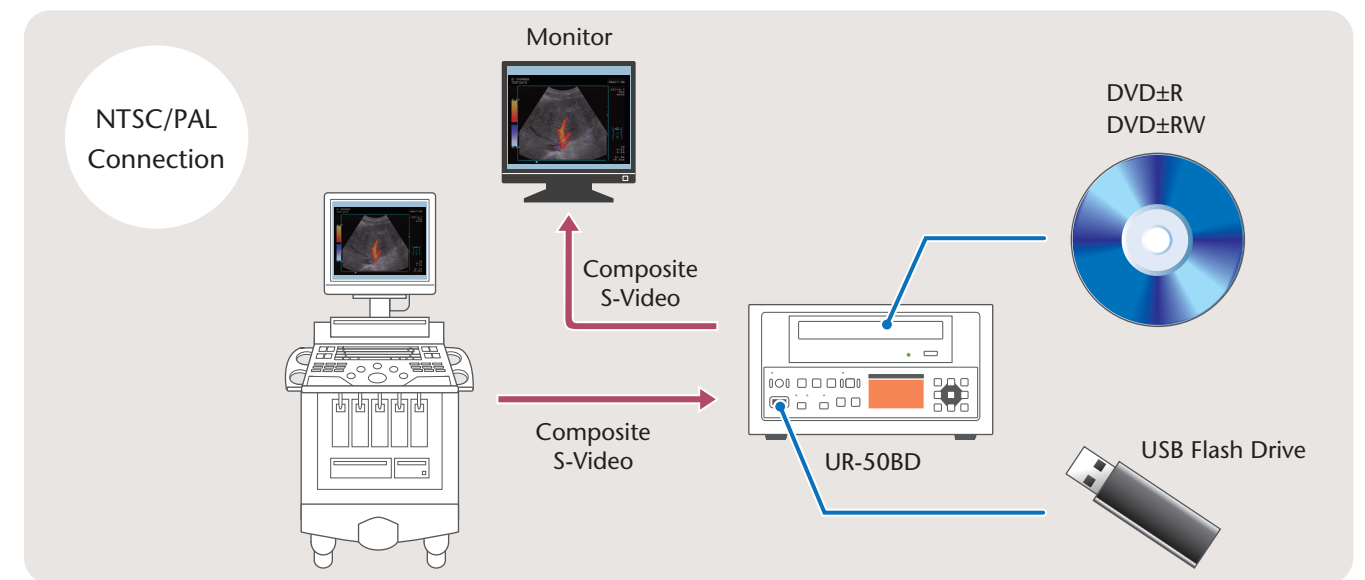 Monitor
NTSC/PAL
Connection
DVD±R
DVD±RW
Composite
S-Video
Composite
S-Video
UR-50BD
USB Flash Drive